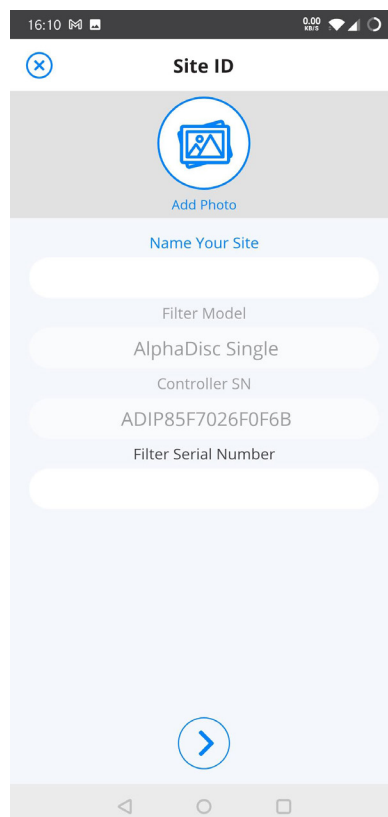 16:10
0.00
KB/S
Site ID
Add Photo
Name Your Site
Filter Model
AlphaDisc Single
Controller SN
ADIP85F7026F0F6B
Filter Serial Number